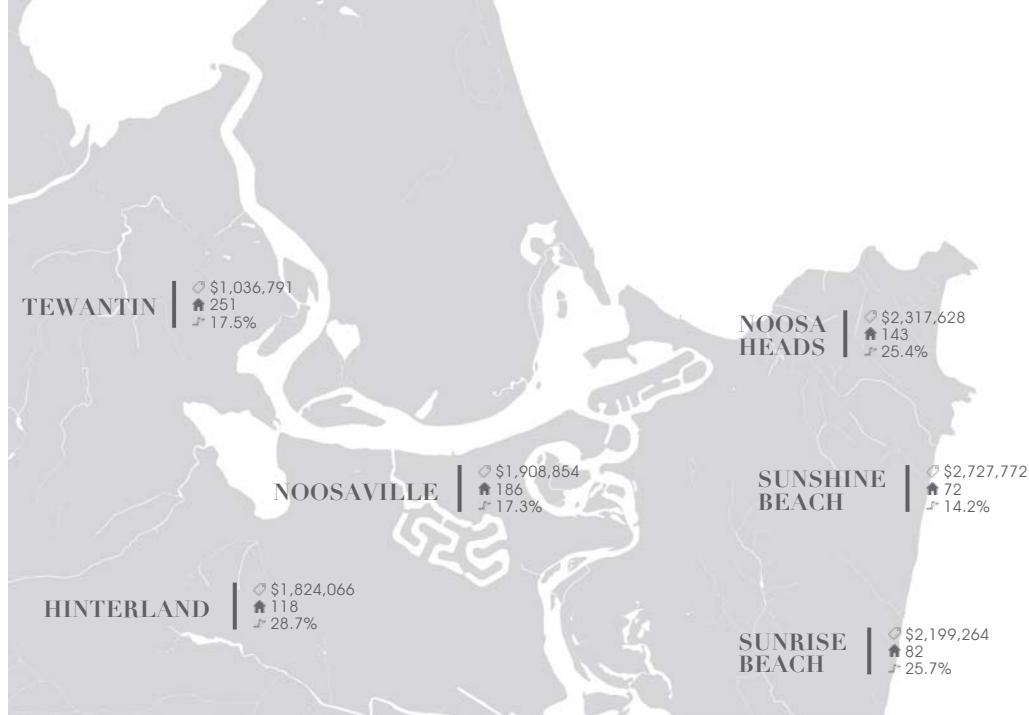 TEWANTIN
$1,036,791
251
17.5%
NOOSA
HEADS
$2,317,628
143
25.4%
NOOSAVILLE
$1,908,854
186
17.3%
SUNSHINE
BEACH
$2,727,772
72
14.2%
HINTERLAND
$1,824,066
118
28.7%
SUNRISE
BEACH
$2,199,264
82
25.7%